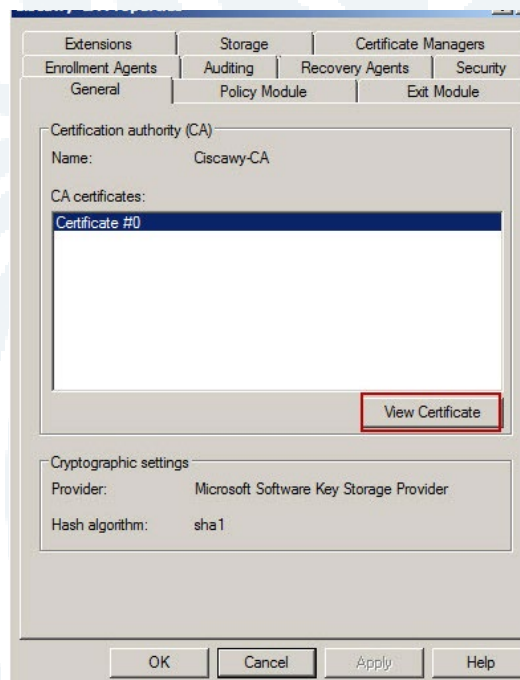 Extensions Storage Certificate Managers
Enrollment Agents Auditing Recovery Agents Security
General Policy Module Exit Module
Certification authority (CA)
Name: Ciscawy-CA
CA certificates:
Certificate #0
View Certificate
Cryptographic settings
Provider: Microsoft Software Key Storage Provider
Hash algorithm: sha1
OK Cancel Apply Help